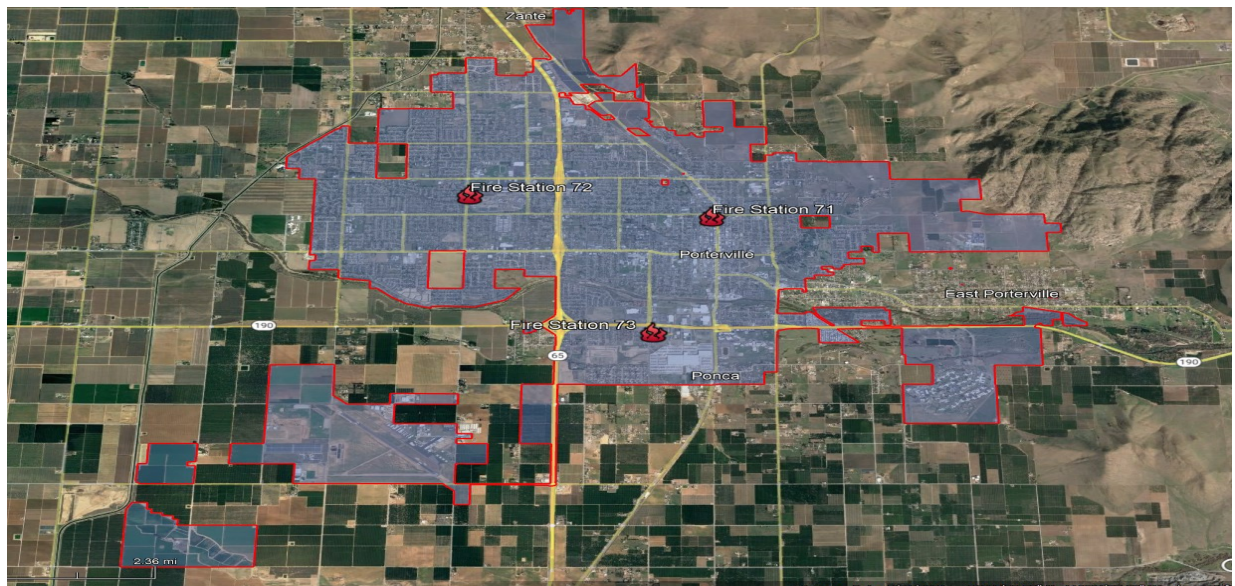 Zante
Fire Station 72
Fire Station 71
Porterville
East Porterville
190
Fire Station 73
65
190
Ponca
2.36 mi